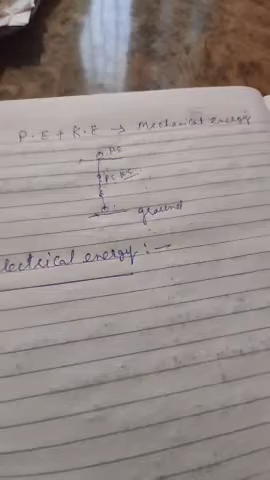 P.E + K.E → Mechanical energy
P.E
P.E K.E
ground
lectrical energy :-